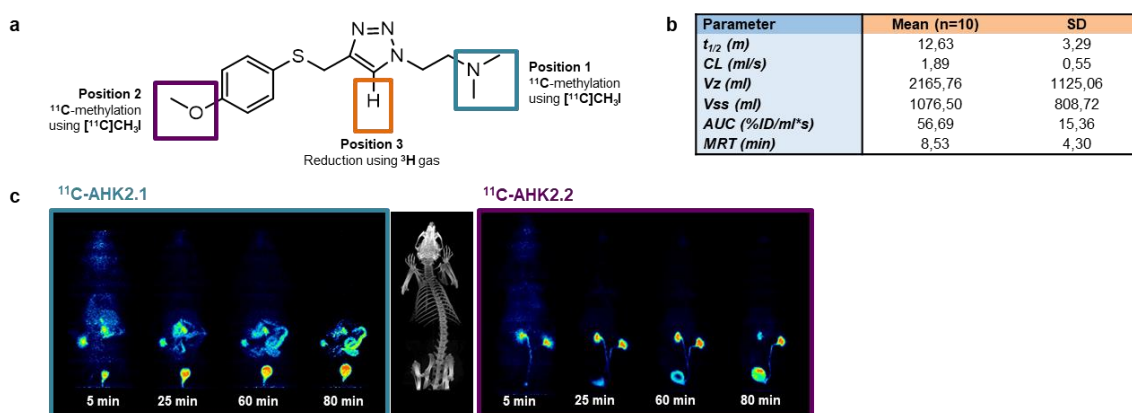 a
N=N
N
S
N
H
O
Position 1
¹¹C-methylation
using [¹¹C]CH₃I
Position 2
¹¹C-methylation
using [¹¹C]CH₃I
Position 3
Reduction using ³H gas
b
Parameter Mean (n=10) SD
t1/2 (m) 12,63 3,29
CL (ml/s) 1,89 0,55
Vz (ml) 2165,76 1125,06
Vss (ml) 1076,50 808,72
AUC (%ID/ml*s) 56,69 15,36
MRT (min) 8,53 4,30
c
¹¹C-AHK2.1
5 min 25 min 60 min 80 min
¹¹C-AHK2.2
5 min 25 min 60 min 80 min